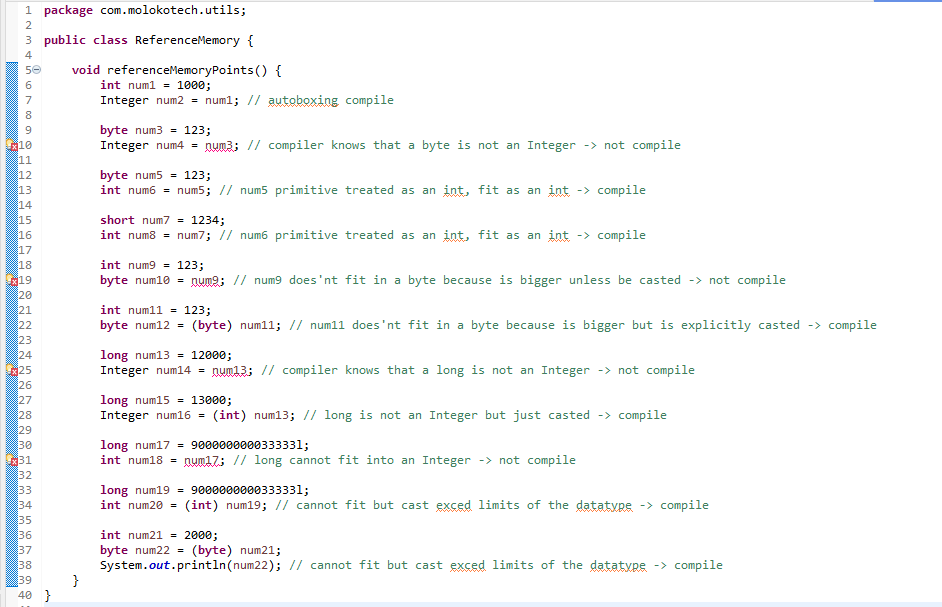 1 package com.molokotech.utils;
2
3 public class ReferenceMemory {
4
5 void referenceMemoryPoints() {
6 int num1 = 1000;
7 Integer num2 = num1; // autoboxing compile
8
9 byte num3 = 123;
10 Integer num4 = num3; // compiler knows that a byte is not an Integer -> not compile
11
12 byte num5 = 123;
13 int num6 = num5; // num5 primitive treated as an int, fit as an int -> compile
14
15 short num7 = 1234;
16 int num8 = num7; // num6 primitive treated as an int, fit as an int -> compile
17
18 int num9 = 123;
19 byte num10 = num9; // num9 does'nt fit in a byte because is bigger unless be casted -> not compile
20
21 int num11 = 123;
22 byte num12 = (byte) num11; // num11 does'nt fit in a byte because is bigger but is explicitly casted -> compile
23
24 long num13 = 12000;
25 Integer num14 = num13; // compiler knows that a long is not an Integer -> not compile
26
27 long num15 = 13000;
28 Integer num16 = (int) num13; // long is not an Integer but just casted -> compile
29
30 long num17 = 900000000033333l;
31 int num18 = num17; // long cannot fit into an Integer -> not compile
32
33 long num19 = 900000000033333l;
34 int num20 = (int) num19; // cannot fit but cast exced limits of the datatype -> compile
35
36 int num21 = 2000;
37 byte num22 = (byte) num21;
38 System.out.println(num22); // cannot fit but cast exced limits of the datatype -> compile
39 }
40 }